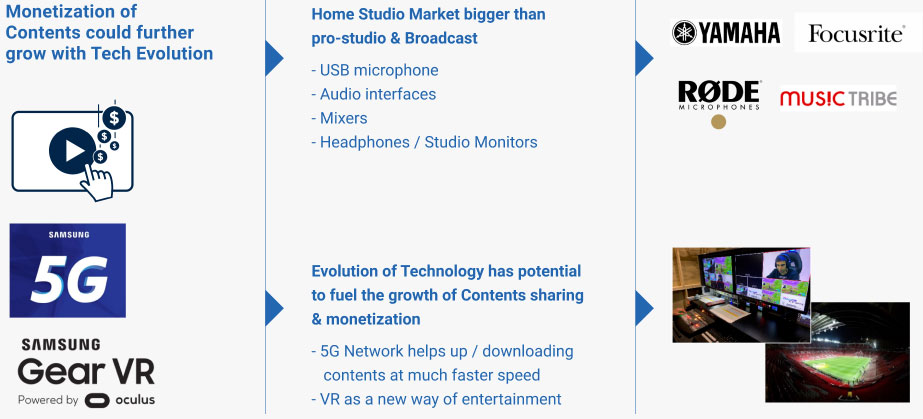 Monetization of
Contents could further
grow with Tech Evolution
$
$
$
$
SAMSUNG
5G
SAMSUNG
Gear VR
Powered by oculus
Home Studio Market bigger than
pro-studio & Broadcast
- USB microphone
- Audio interfaces
- Mixers
- Headphones / Studio Monitors
Evolution of Technology has potential
to fuel the growth of Contents sharing
& monetization
- 5G Network helps up / downloading
contents at much faster speed
- VR as a new way of entertainment
YAMAHA
Focusrite®
RØDE®
MICROPHONES
MUSIC TRIBE